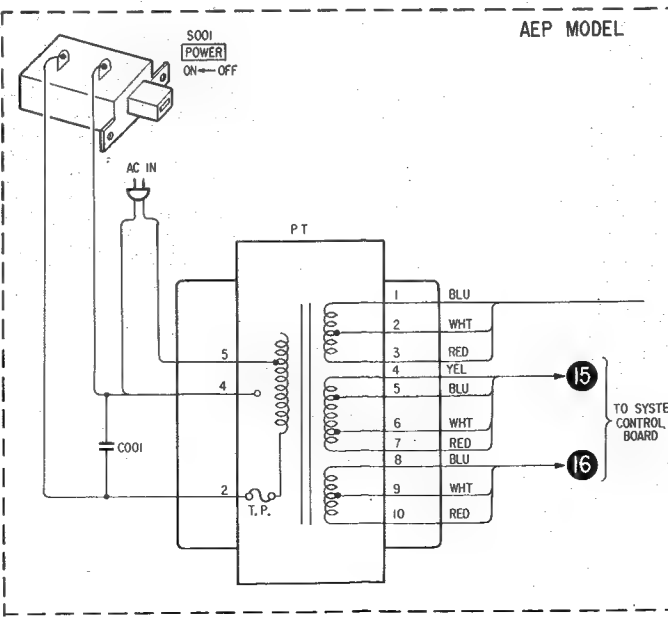 AEP MODEL
S001
POWER
ON ← OFF
AC IN
PT
5
4
2
C001
T.P.
1 BLU
2 WHT
3 RED
4 YEL
5 BLU
6 WHT
7 RED
8 BLU
9 WHT
10 RED
15
16
TO SYSTE
CONTROL
BOARD